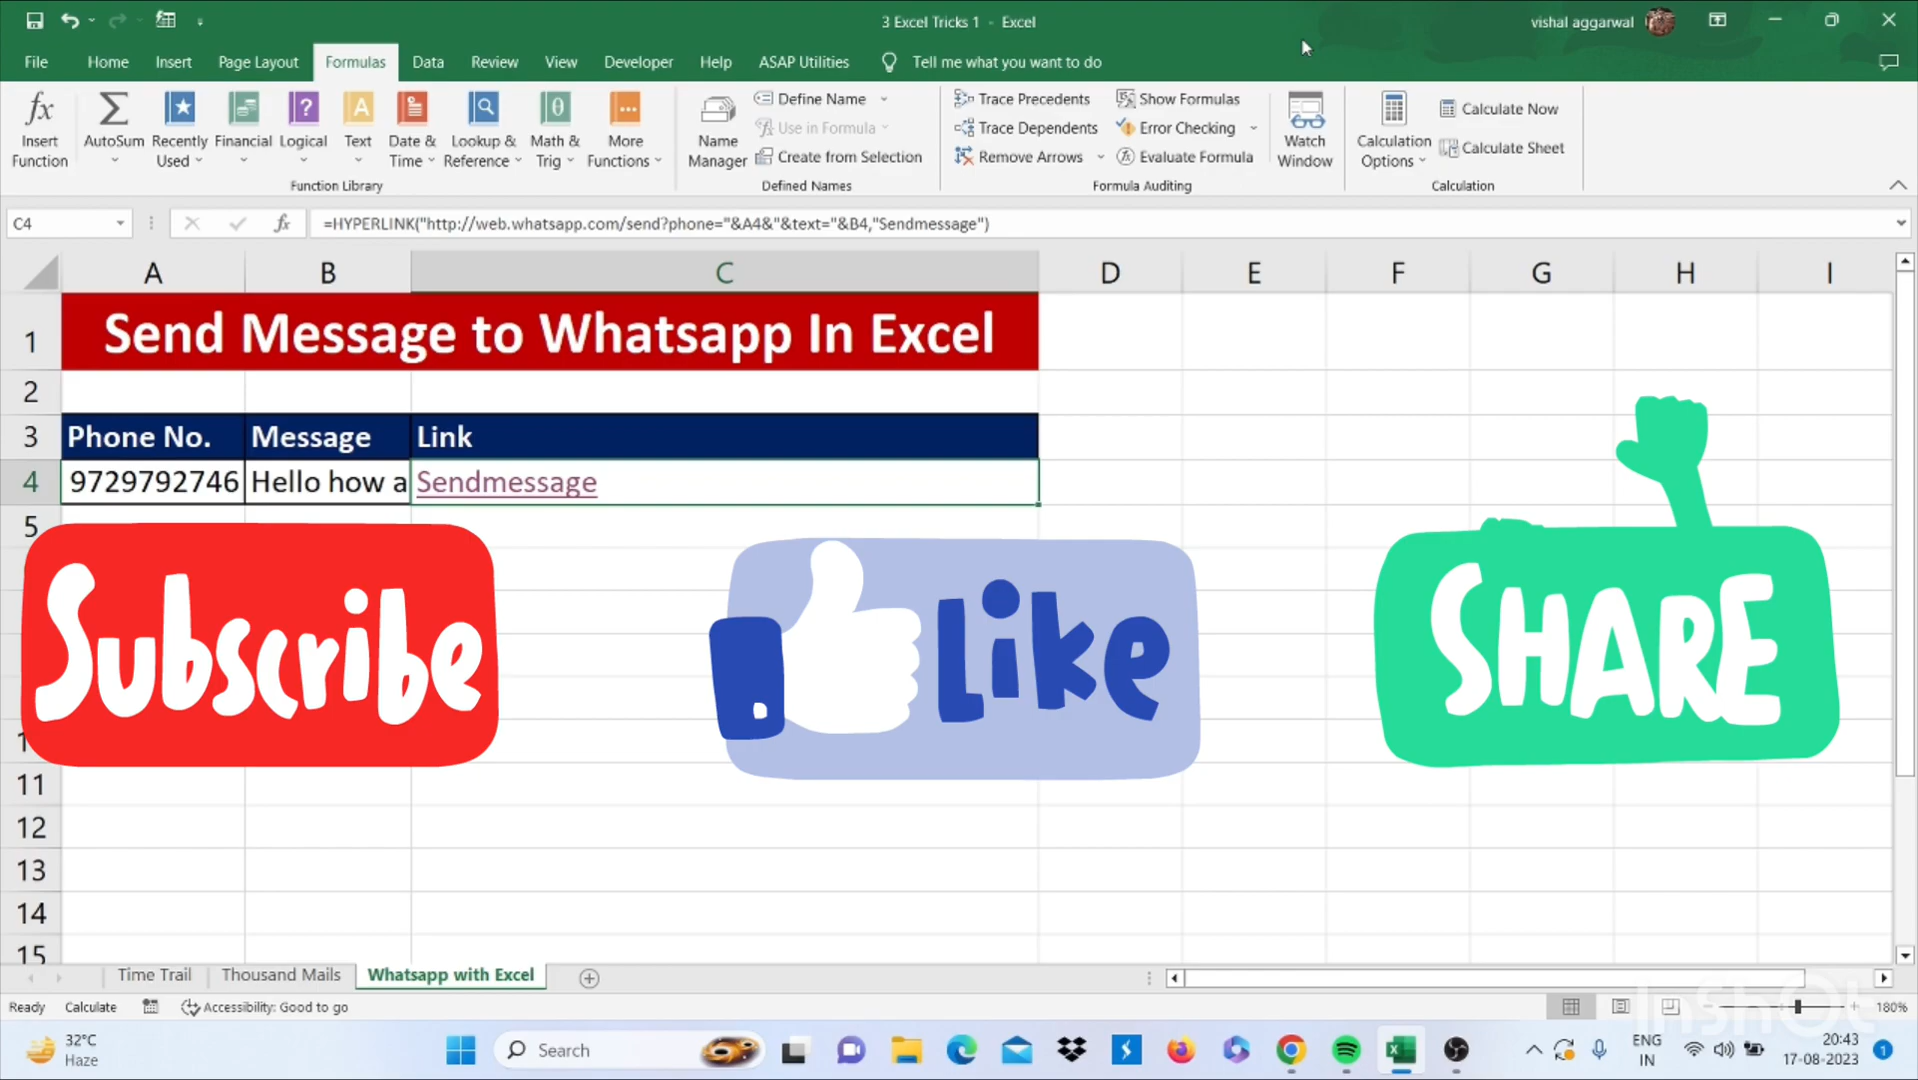 3 Excel Tricks 1 - Excel
vishal aggarwal
File Home Insert Page Layout Formulas Data Review View Developer Help ASAP Utilities Tell me what you want to do
Insert Function
AutoSum
Recently Used
Financial
Logical
Text
Date & Time
Lookup & Reference
Math & Trig
More Functions
Function Library
Name Manager
Define Name
Use in Formula
Create from Selection
Defined Names
Trace Precedents
Trace Dependents
Remove Arrows
Show Formulas
Error Checking
Evaluate Formula
Formula Auditing
Watch Window
Calculation Options
Calculate Now
Calculate Sheet
Calculation
C4
fx
=HYPERLINK("http://web.whatsapp.com/send?phone="&A4&"&text="&B4,"Sendmessage")
A B C D E F G H I
1 Send Message to Whatsapp In Excel
2
3 Phone No. Message Link
4 9729792746 Hello how a Sendmessage
5
Subscribe
Like
SHARE
11
12
13
14
15
Time Trail Thousand Mails Whatsapp with Excel
Ready Calculate Accessibility: Good to go
180%
InShOt
32°C
Haze
Search
ENG
IN
20:43
17-08-2023
1